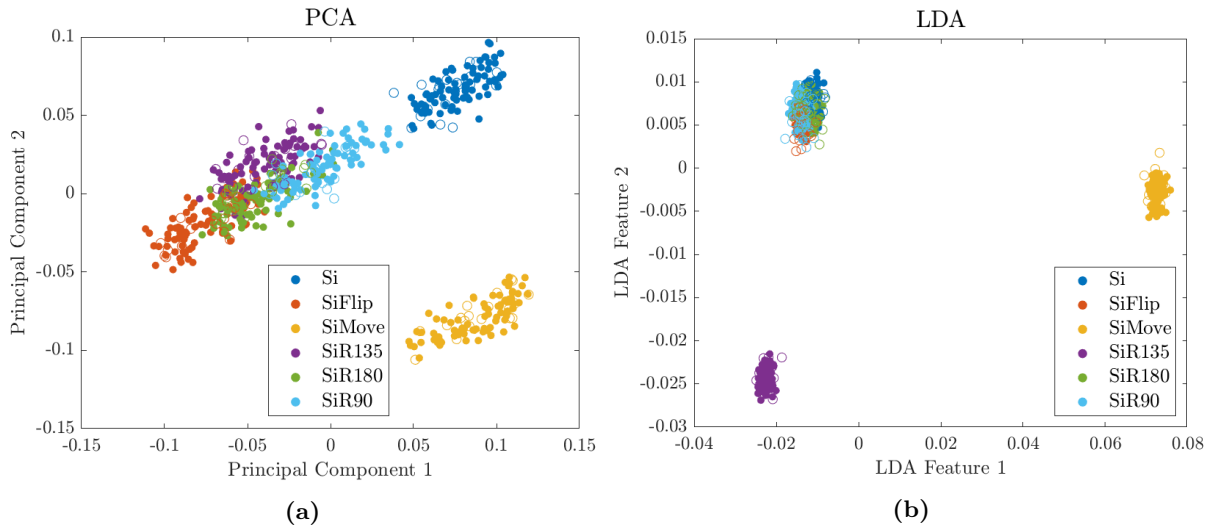 PCA
0.1
0.05
0
-0.05
-0.1
-0.15
-0.15
-0.1
-0.05
0
0.05
0.1
0.15
Principal Component 2
Principal Component 1
Si
SiFlip
SiMove
SiR135
SiR180
SiR90
(a)
LDA
0.015
0.01
0.005
0
-0.005
-0.01
-0.015
-0.02
-0.025
-0.03
-0.04
-0.02
0
0.02
0.04
0.06
0.08
LDA Feature 2
LDA Feature 1
Si
SiFlip
SiMove
SiR135
SiR180
SiR90
(b)